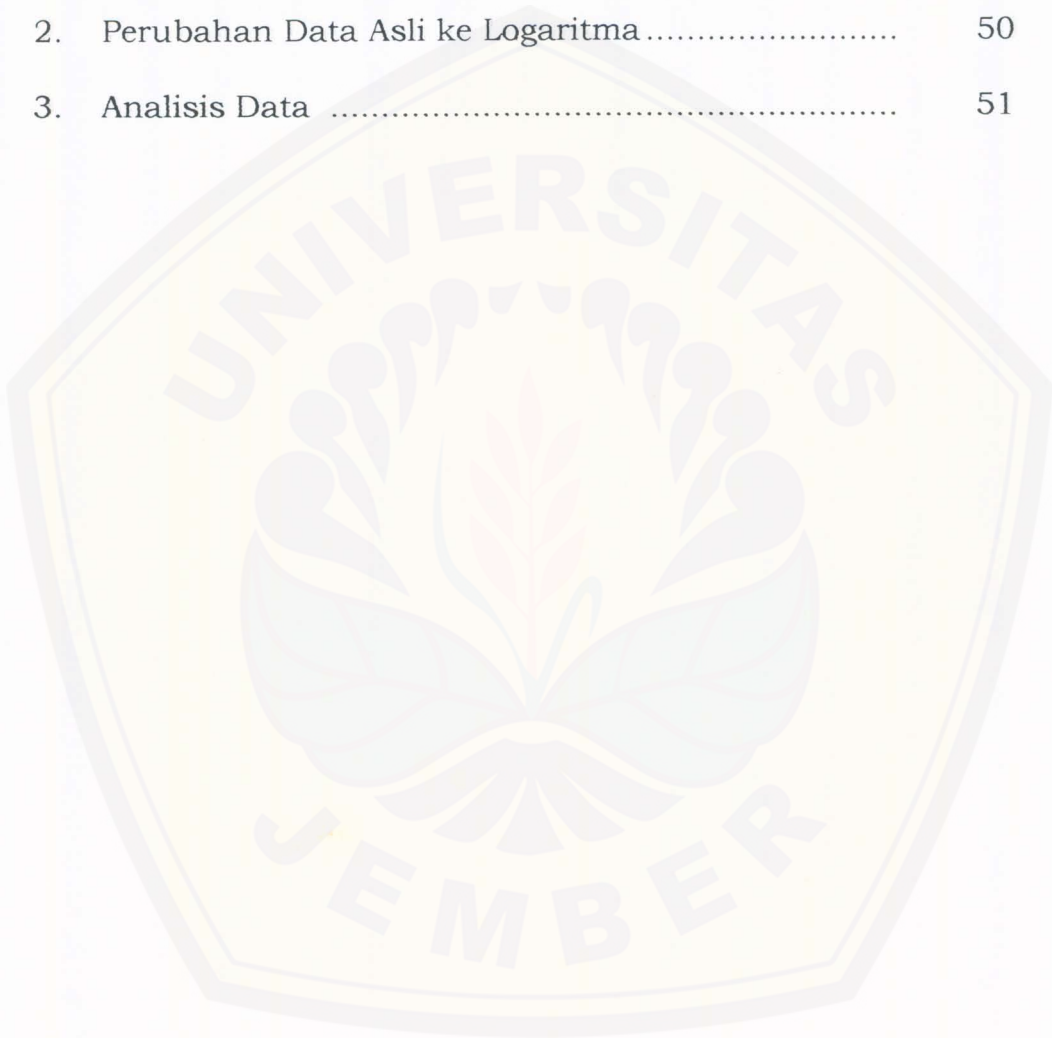 2. Perubahan Data Asli ke Logaritma......................... 50
3. Analisis Data ........................................................ 51
UNIVERSITAS
JEMBER